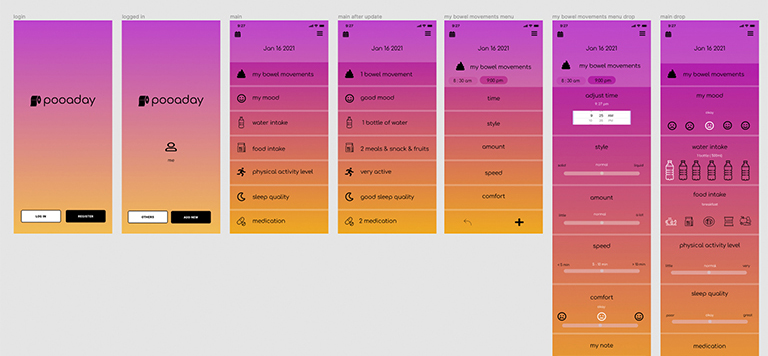 login
logged in
main
main after update
my bowel movements menu
my bowel movements menu drop
main drop
pooaday
LOG IN
REGISTER
pooaday
me
OTHERS
ADD NEW
9:27
Jan 16 2021
my bowel movements
my mood
water intake
food intake
physical activity level
sleep quality
medication
9:27
Jan 16 2021
1 bowel movement
good mood
1 bottle of water
2 meals & snack & fruits
very active
good sleep quality
2 medication
9:27
Jan 16 2021
my bowel movements
8 : 30 am
9:00 pm
time
style
amount
speed
comfort
9:27
Jan 16 2021
my bowel movements
8 : 30 am
9:00 pm
adjust time
9:27 pm
style
normal
liquid
amount
normal
a lot
speed
comfort
okay
my note
9:27
Jan 16 2021
my bowel movements
my mood
okay
water intake
food intake
breakfast
physical activity level
little
normal
very
sleep quality
poor
okay
great
medication